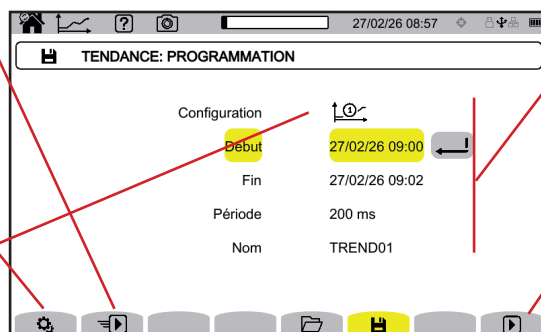 27/02/26 08:57
TENDANCE: PROGRAMMATION
Configuration 1
Début 27/02/26 09:00
Fin 27/02/26 09:02
Période 200 ms
Nom TREND01